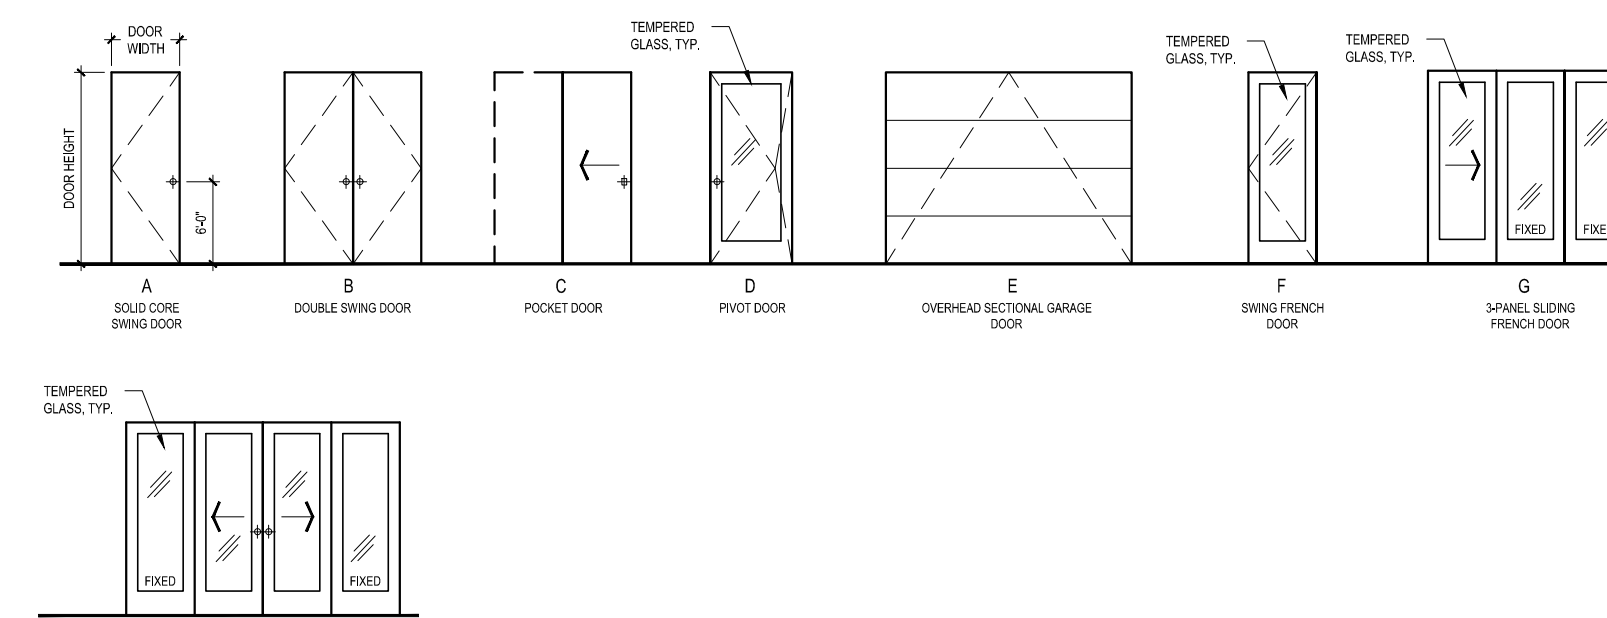 DOOR
WIDTH
DOOR HEIGHT
6'-0"
TEMPERED
GLASS, TYP.
TEMPERED
GLASS, TYP.
TEMPERED
GLASS, TYP.
FIXED
FIXE
A
SOLID CORE
SWING DOOR
B
DOUBLE SWING DOOR
C
POCKET DOOR
D
PIVOT DOOR
E
OVERHEAD SECTIONAL GARAGE
DOOR
F
SWING FRENCH
DOOR
G
3-PANEL SLIDING
FRENCH DOOR
TEMPERED
GLASS, TYP.
FIXED
FIXED